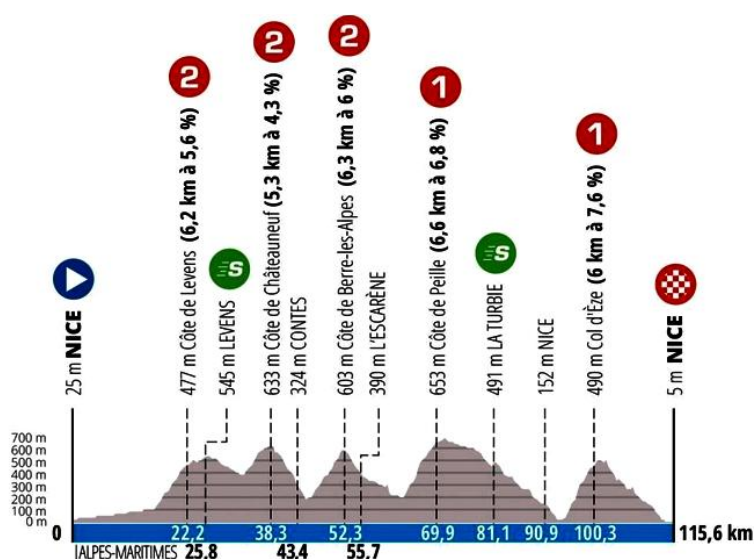 2
2
2
1
1
S
S
25 m NICE
477 m Côte de Levens (6,2 km à 5,6 %)
545 m LEVENS
633 m Côte de Châteauneuf (5,3 km à 4,3 %)
324 m CONTES
603 m Côte de Berre-les-Alpes (6,3 km à 6 %)
390 m L'ESCARÈNE
653 m Côte de Peille (6,6 km à 6,8 %)
491 m LA TURBIE
152 m NICE
490 m Col d'Èze (6 km à 7,6 %)
5 m NICE
700 m
600 m
500 m
400 m
300 m
200 m
100 m
0 m
0 22,2 38,3 52,3 69,9 81,1 90,9 100,3 115,6 km
ALPES-MARITIMES 25.8 43.4 55.7